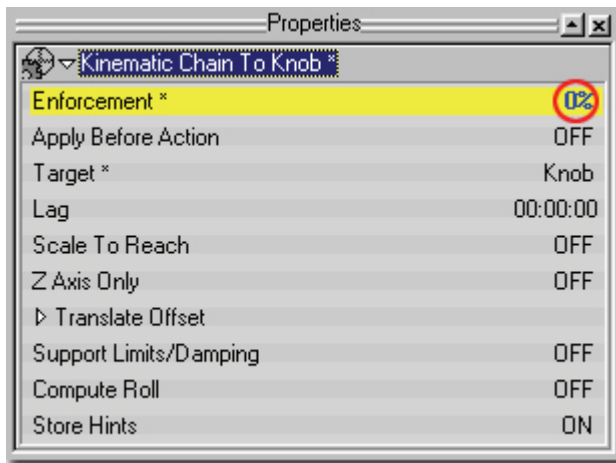 Properties
Kinematic Chain To Knob *
Enforcement * 0%
Apply Before Action OFF
Target * Knob
Lag 00:00:00
Scale To Reach OFF
Z Axis Only OFF
Translate Offset
Support Limits/Damping OFF
Compute Roll OFF
Store Hints ON